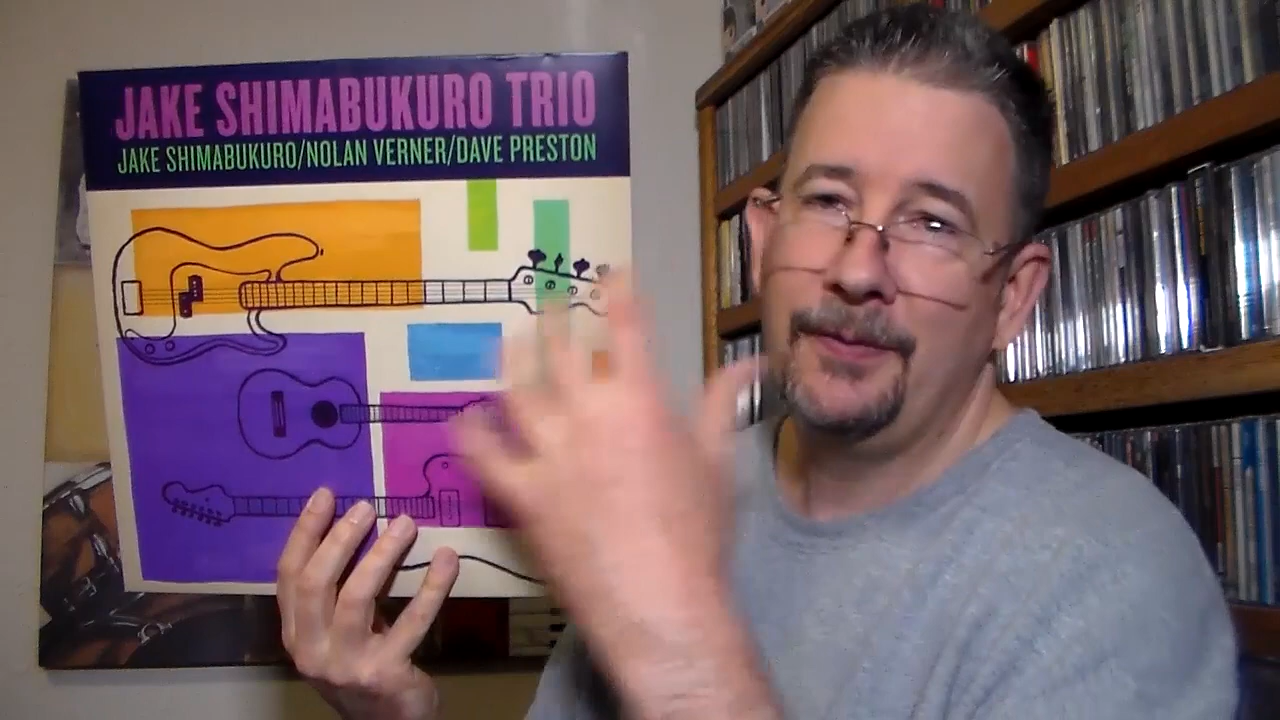 JAKE SHIMABUKURO TRIO
JAKE SHIMABUKURO/NOLAN VERNER/DAVE PRESTON